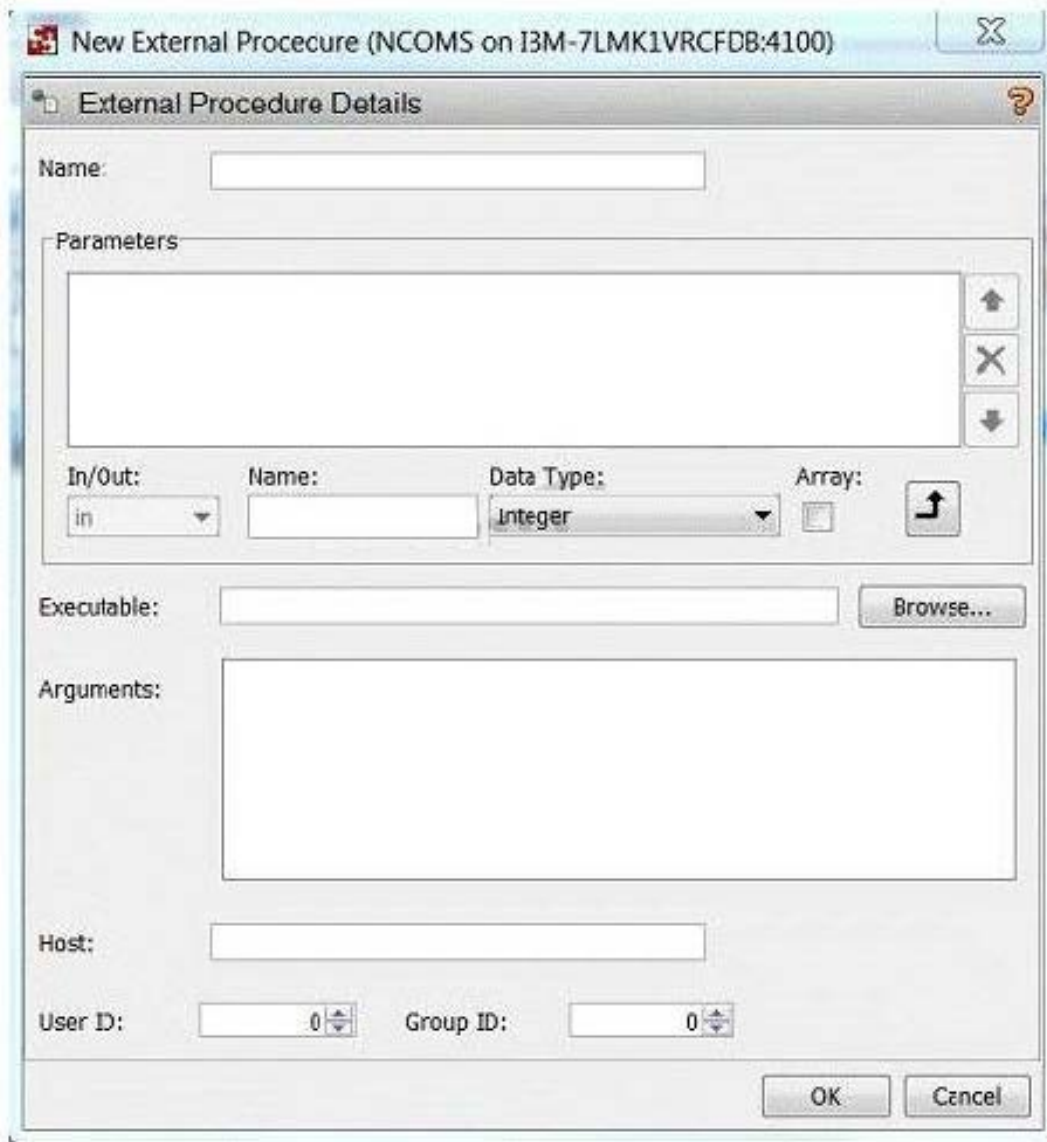 New External Procecure (NCOMS on I3M-7LMK1VRCFDB:4100)
External Procedure Details
Name:
Parameters
In/Out: Name: Data Type: Array:
in Integer
Executable: Browse...
Arguments:
Host:
User ID: 0 Group ID: 0
OK Cancel